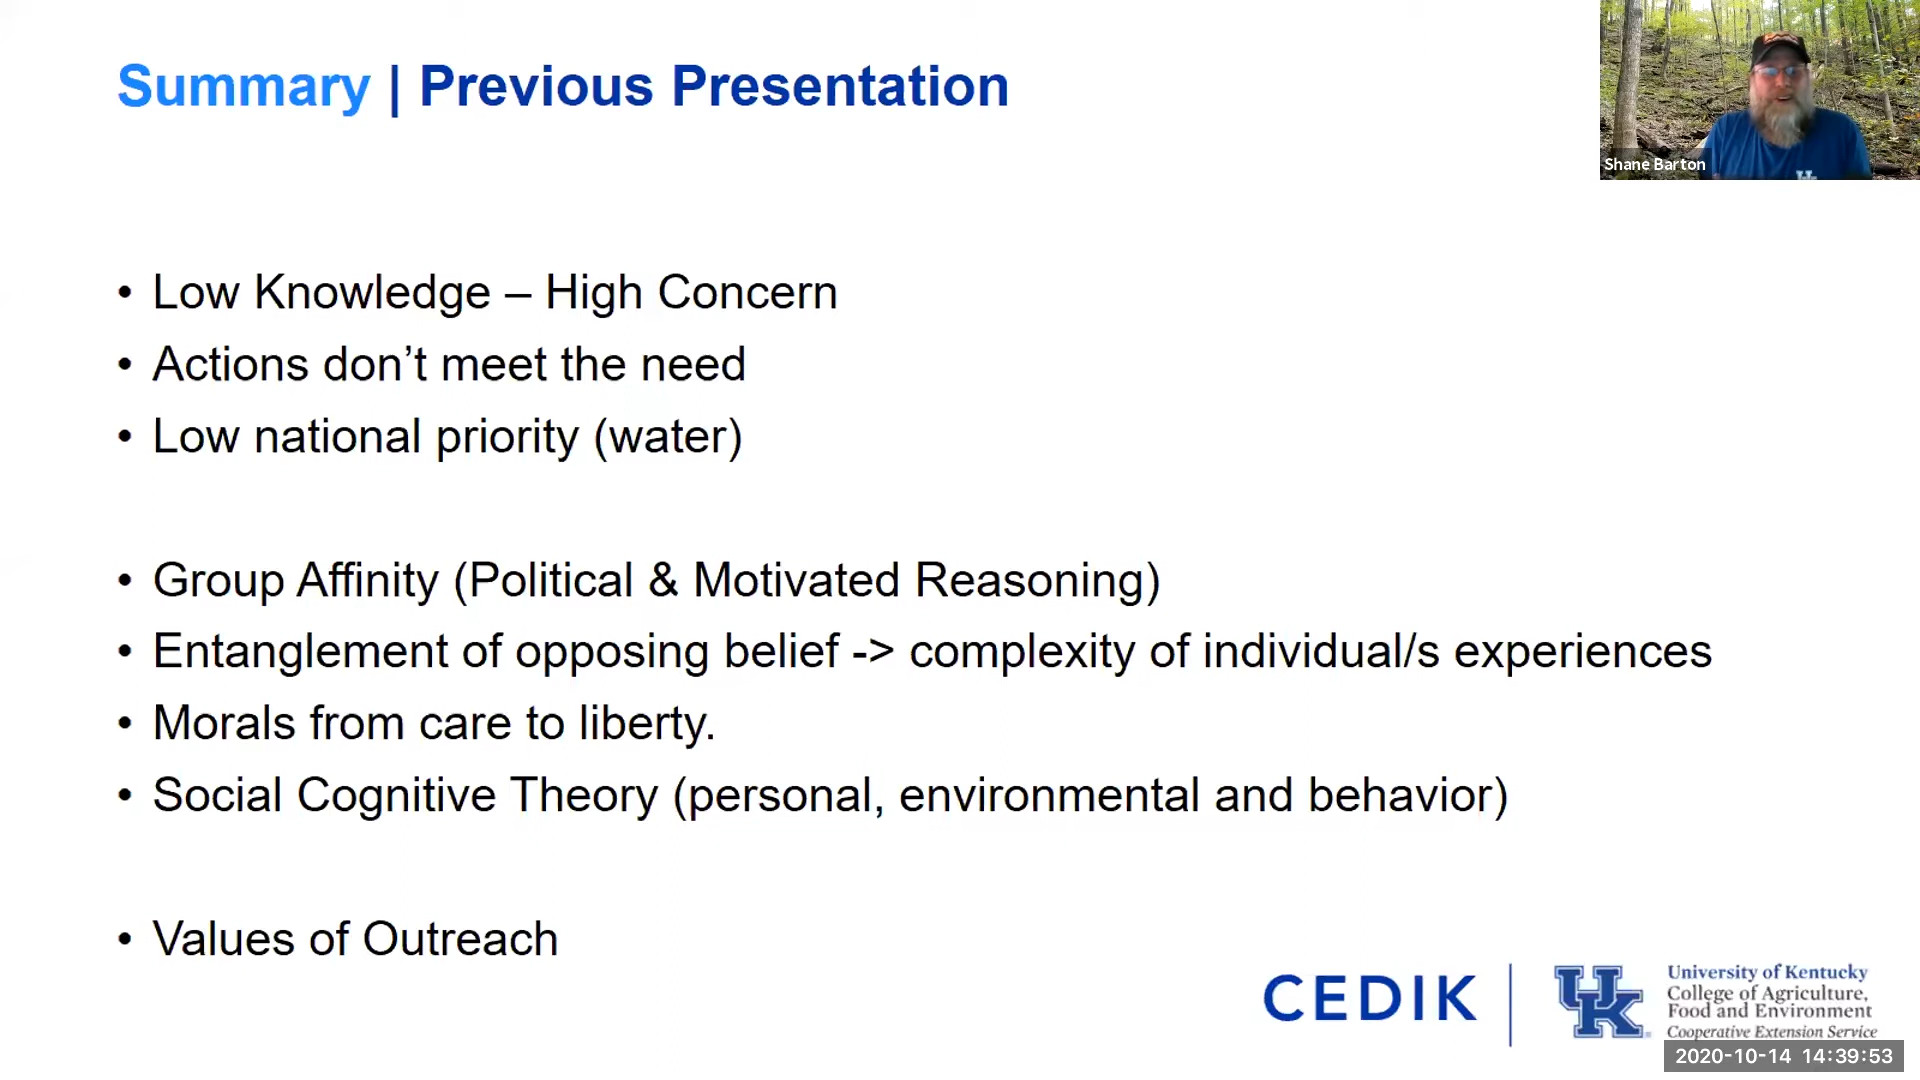 Summary | Previous Presentation
Shane Barton
• Low Knowledge – High Concern
• Actions don’t meet the need
• Low national priority (water)
• Group Affinity (Political & Motivated Reasoning)
• Entanglement of opposing belief -> complexity of individual/s experiences
• Morals from care to liberty.
• Social Cognitive Theory (personal, environmental and behavior)
• Values of Outreach
CEDIK
UK
University of Kentucky
College of Agriculture,
Food and Environment
Cooperative Extension Service
2020-10-14 14:39:53